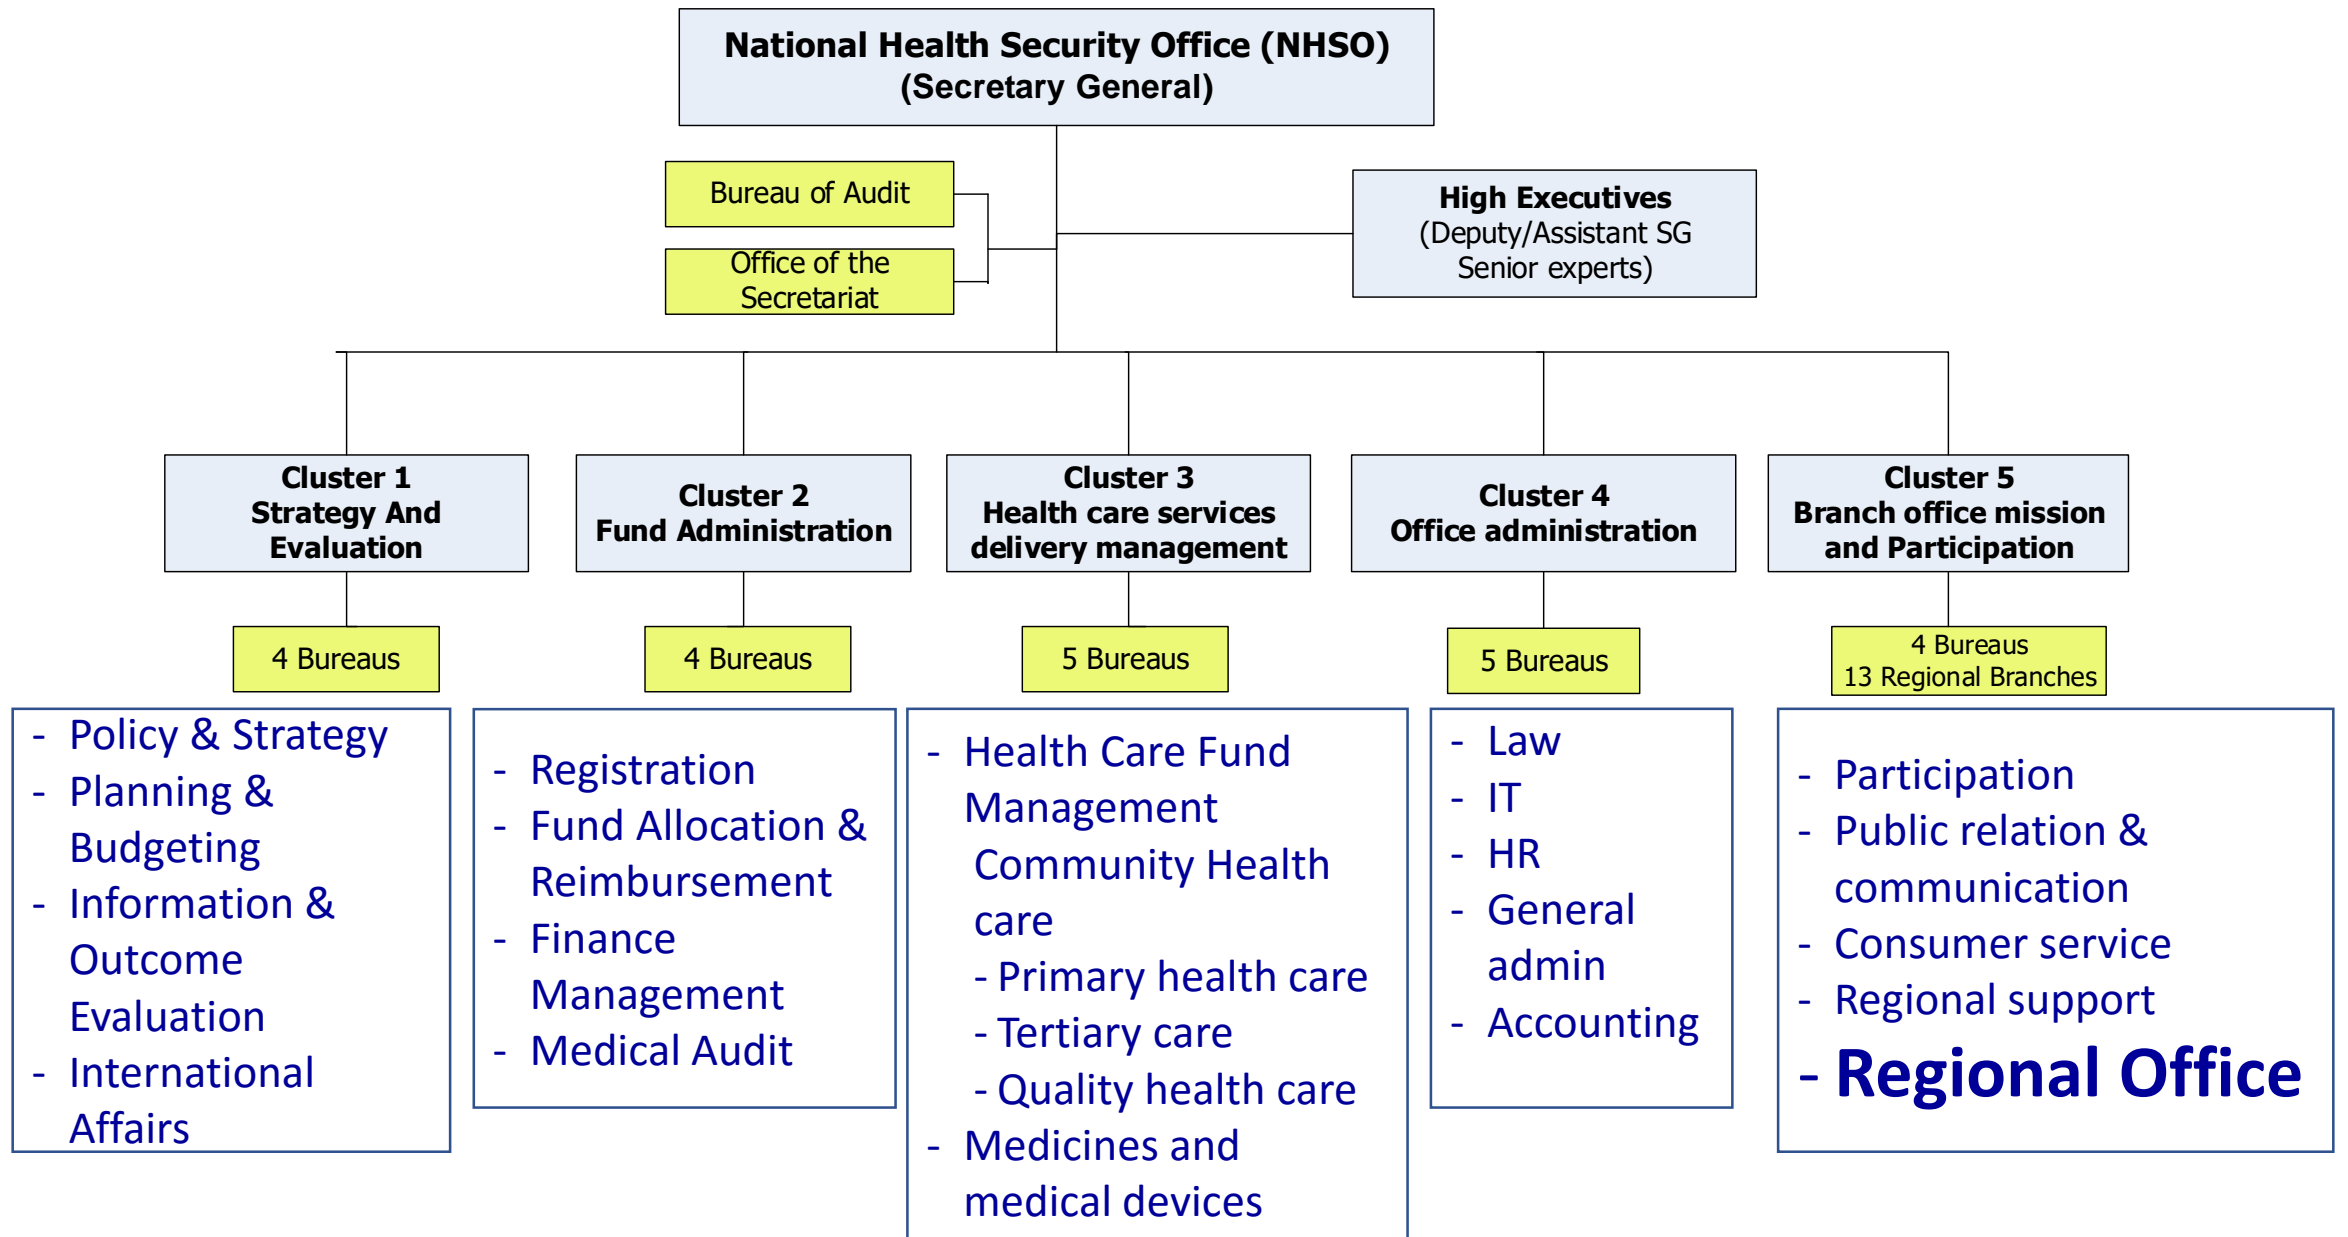 National Health Security Office (NHSO)
(Secretary General)
Bureau of Audit
Office of the
Secretariat
High Executives
(Deputy/Assistant SG
Senior experts)
Cluster 1
Strategy And
Evaluation
Cluster 2
Fund Administration
Cluster 3
Health care services
delivery management
Cluster 4
Office administration
Cluster 5
Branch office mission
and Participation
4 Bureaus
4 Bureaus
5 Bureaus
5 Bureaus
4 Bureaus
13 Regional Branches
- Policy & Strategy
- Planning &
Budgeting
- Information &
Outcome
Evaluation
- International
Affairs
- Registration
- Fund Allocation &
Reimbursement
- Finance
Management
- Medical Audit
- Health Care Fund
Management
Community Health
care
- Primary health care
- Tertiary care
- Quality health care
- Medicines and
medical devices
- Law
- IT
- HR
- General
admin
- Accounting
- Participation
- Public relation &
communication
- Consumer service
- Regional support
- Regional Office